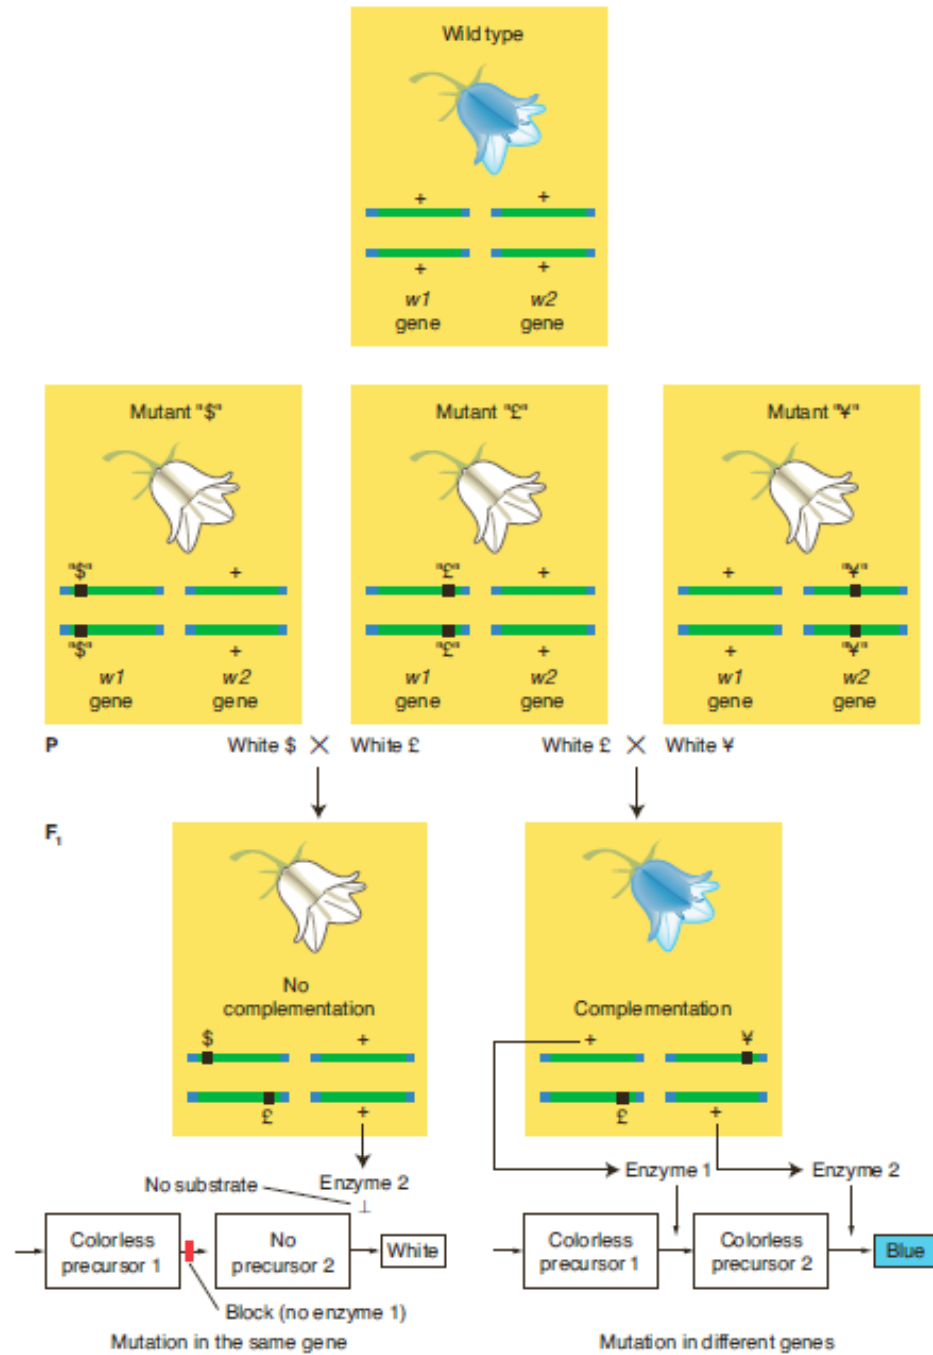 Wild type
+ +
+ +
w1 w2
gene gene
Mutant "$" Mutant "£" Mutant "¥"
"$" + "£" + + "¥"
"$" + "£" + + "¥"
w1 w2 w1 w2 w1 w2
gene gene gene gene gene gene
P White $ × White £ White £ × White ¥
F1
No
complementation Complementation
$ + + ¥
£ + £ +
No substrate Enzyme 2 Enzyme 1 Enzyme 2
⊥
Colorless No White Colorless Colorless Blue
precursor 1 precursor 2 precursor 1 precursor 2
Block (no enzyme 1)
Mutation in the same gene Mutation in different genes